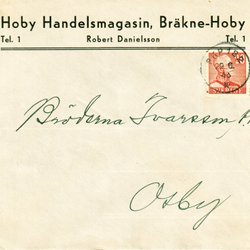 Hoby Handelsmagasin, Bräkne-Hoby
Tel. 1 Robert Danielsson Tel. 1
Bröderna Ivarsson
Osby